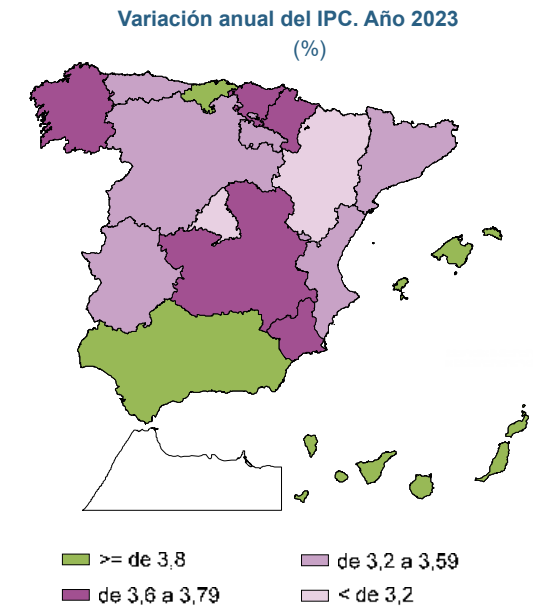 Variación anual del IPC. Año 2023
(%)
>= de 3,8
de 3,2 a 3,59
de 3,6 a 3,79
< de 3,2